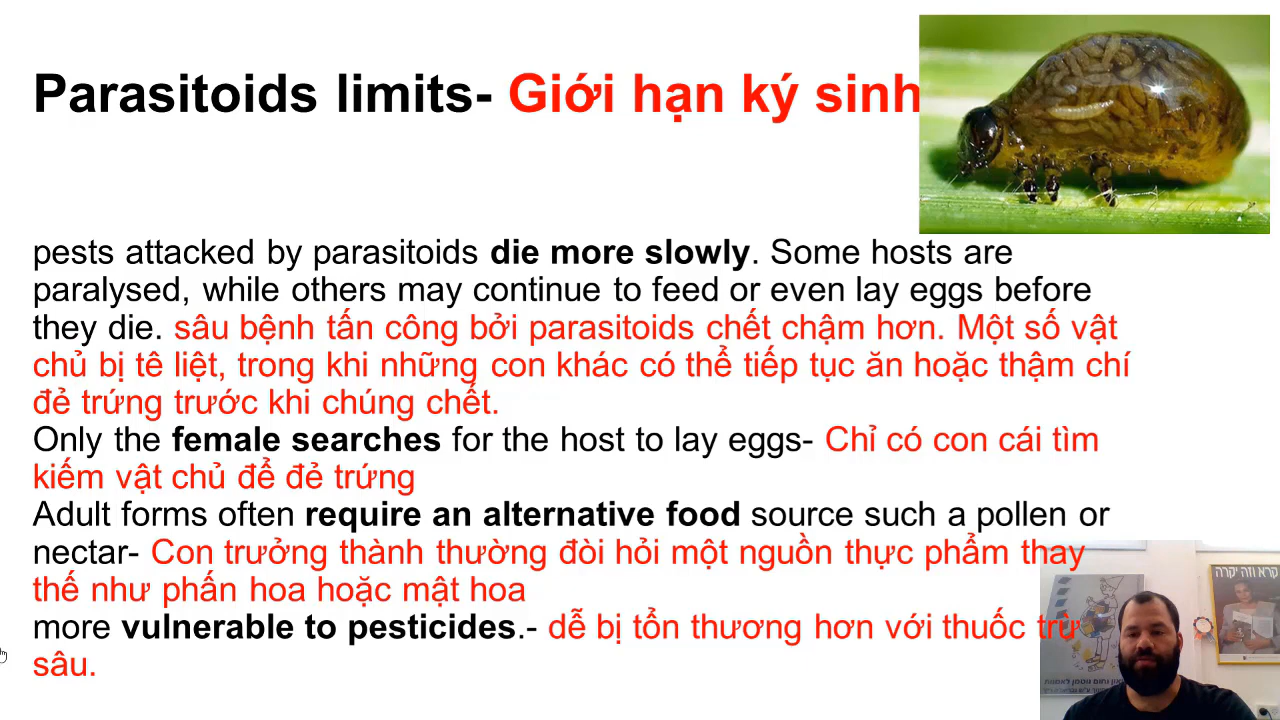 Parasitoids limits- Giới hạn ký sinh
pests attacked by parasitoids die more slowly. Some hosts are
paralysed, while others may continue to feed or even lay eggs before
they die. sâu bệnh tấn công bởi parasitoids chết chậm hơn. Một số vật
chủ bị tê liệt, trong khi những con khác có thể tiếp tục ăn hoặc thậm chí
đẻ trứng trước khi chúng chết.
Only the female searches for the host to lay eggs- Chỉ có con cái tìm
kiếm vật chủ để đẻ trứng
Adult forms often require an alternative food source such a pollen or
nectar- Con trưởng thành thường đòi hỏi một nguồn thực phẩm thay
thế như phấn hoa hoặc mật hoa
more vulnerable to pesticides.- dễ bị tổn thương hơn với thuốc trừ
sâu.
קרא וזה יקרה